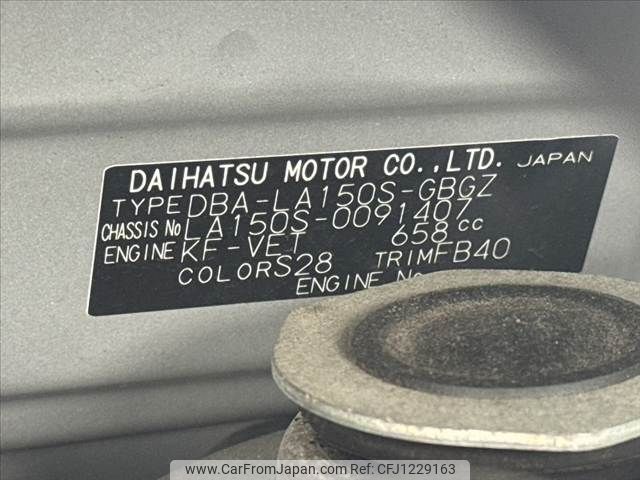 DAIHATSU MOTOR CO.,LTD. JAPAN
TYPE DBA-LA150S-GBGZ
CHASSIS No LA150S-0091407
ENGINE KF-VET 658 cc
COLOR S28 TRIM FB40
ENGINE No.
www.CarFromJapan.com CFJ1229163